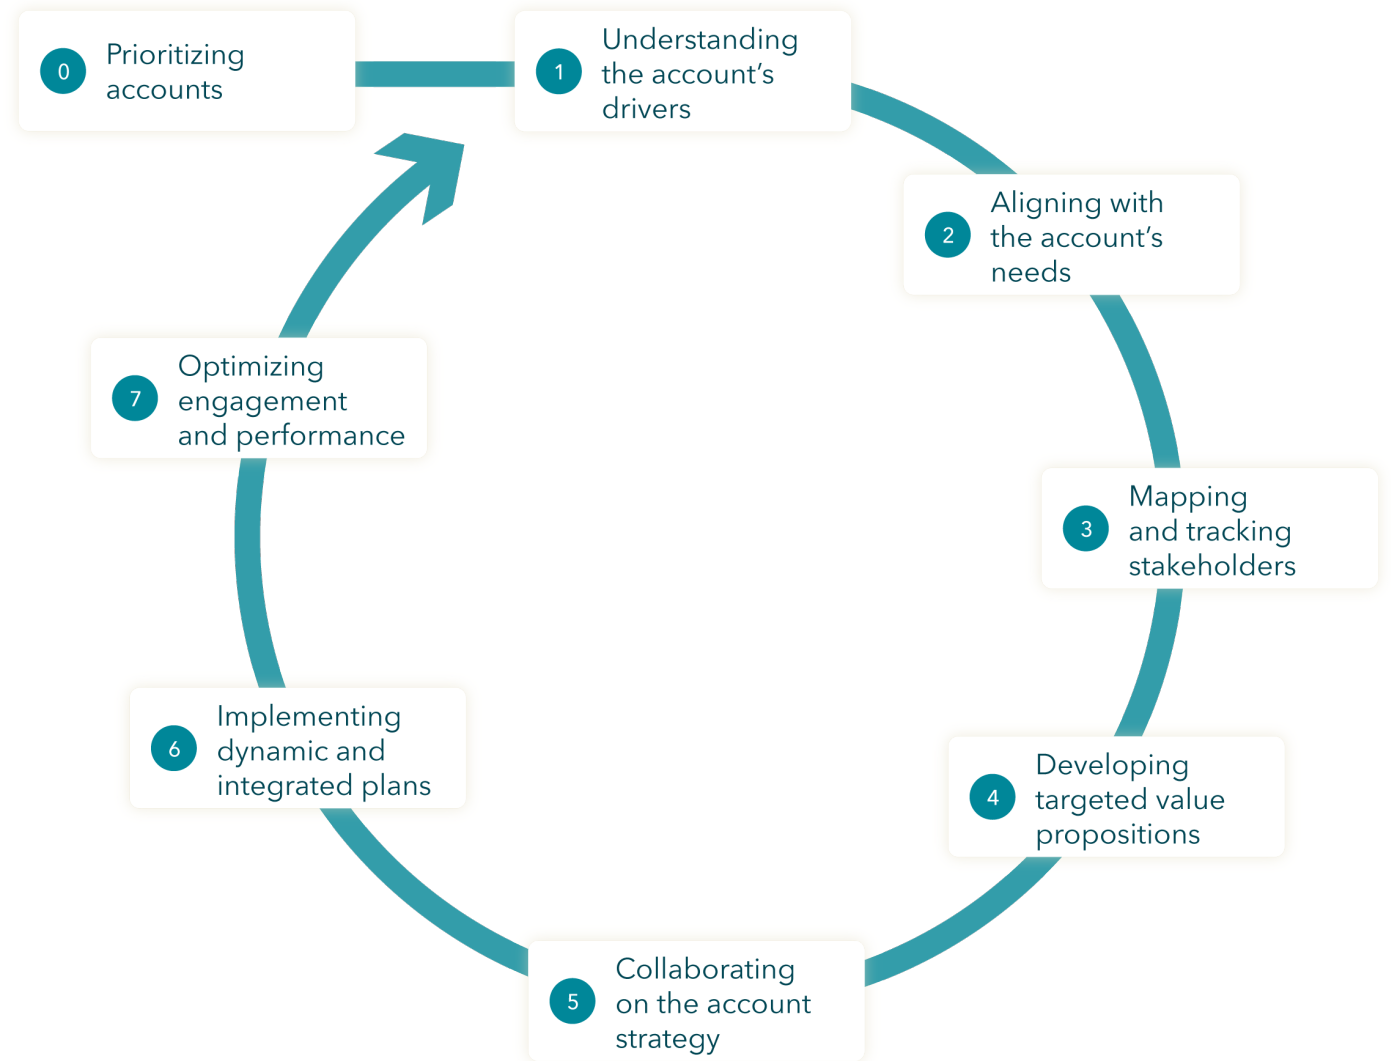 0
Prioritizing
accounts
1
Understanding
the account’s
drivers
2
Aligning with
the account’s
needs
3
Mapping
and tracking
stakeholders
4
Developing
targeted value
propositions
5
Collaborating
on the account
strategy
6
Implementing
dynamic and
integrated plans
7
Optimizing
engagement
and performance